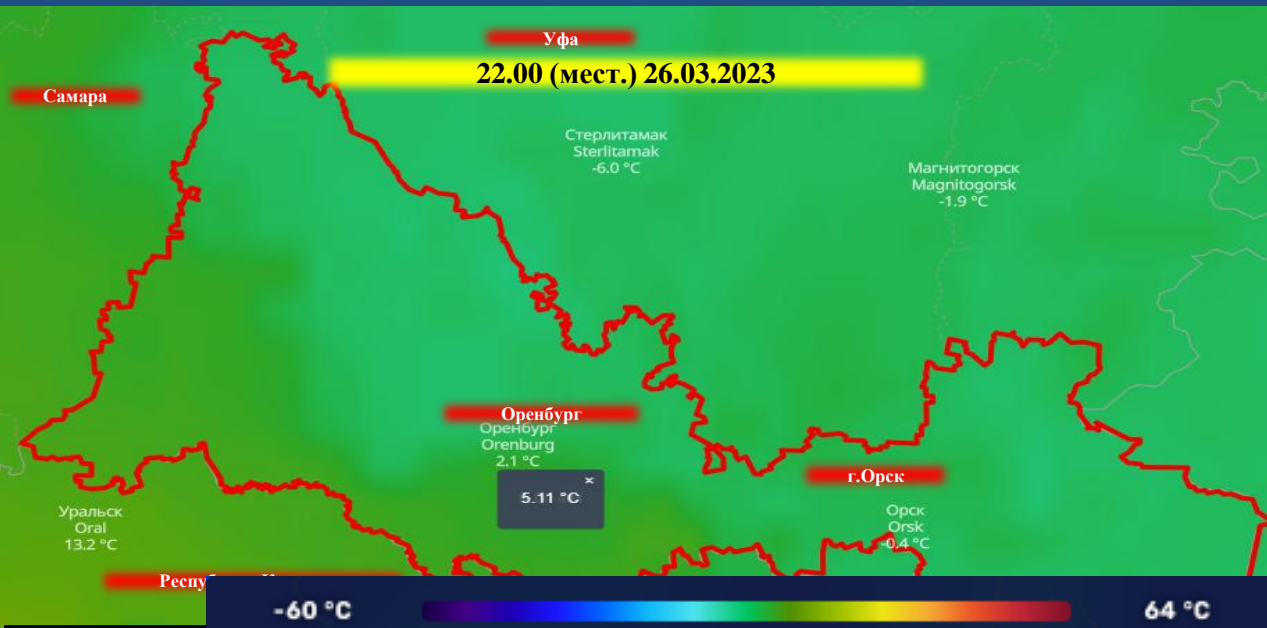 Уфа
22.00 (мест.) 26.03.2023
Самара
Стерлитамак
Sterlitamak
-6.0 °C
Магнитогорск
Magnitogorsk
-1.9 °C
Оренбург
Оренбург
Orenburg
2.1 °C
г.Орск
5.11 °C
×
Уральск
Oral
13.2 °C
Орск
Orsk
-0.4 °C
Респу
-60 °C
64 °C